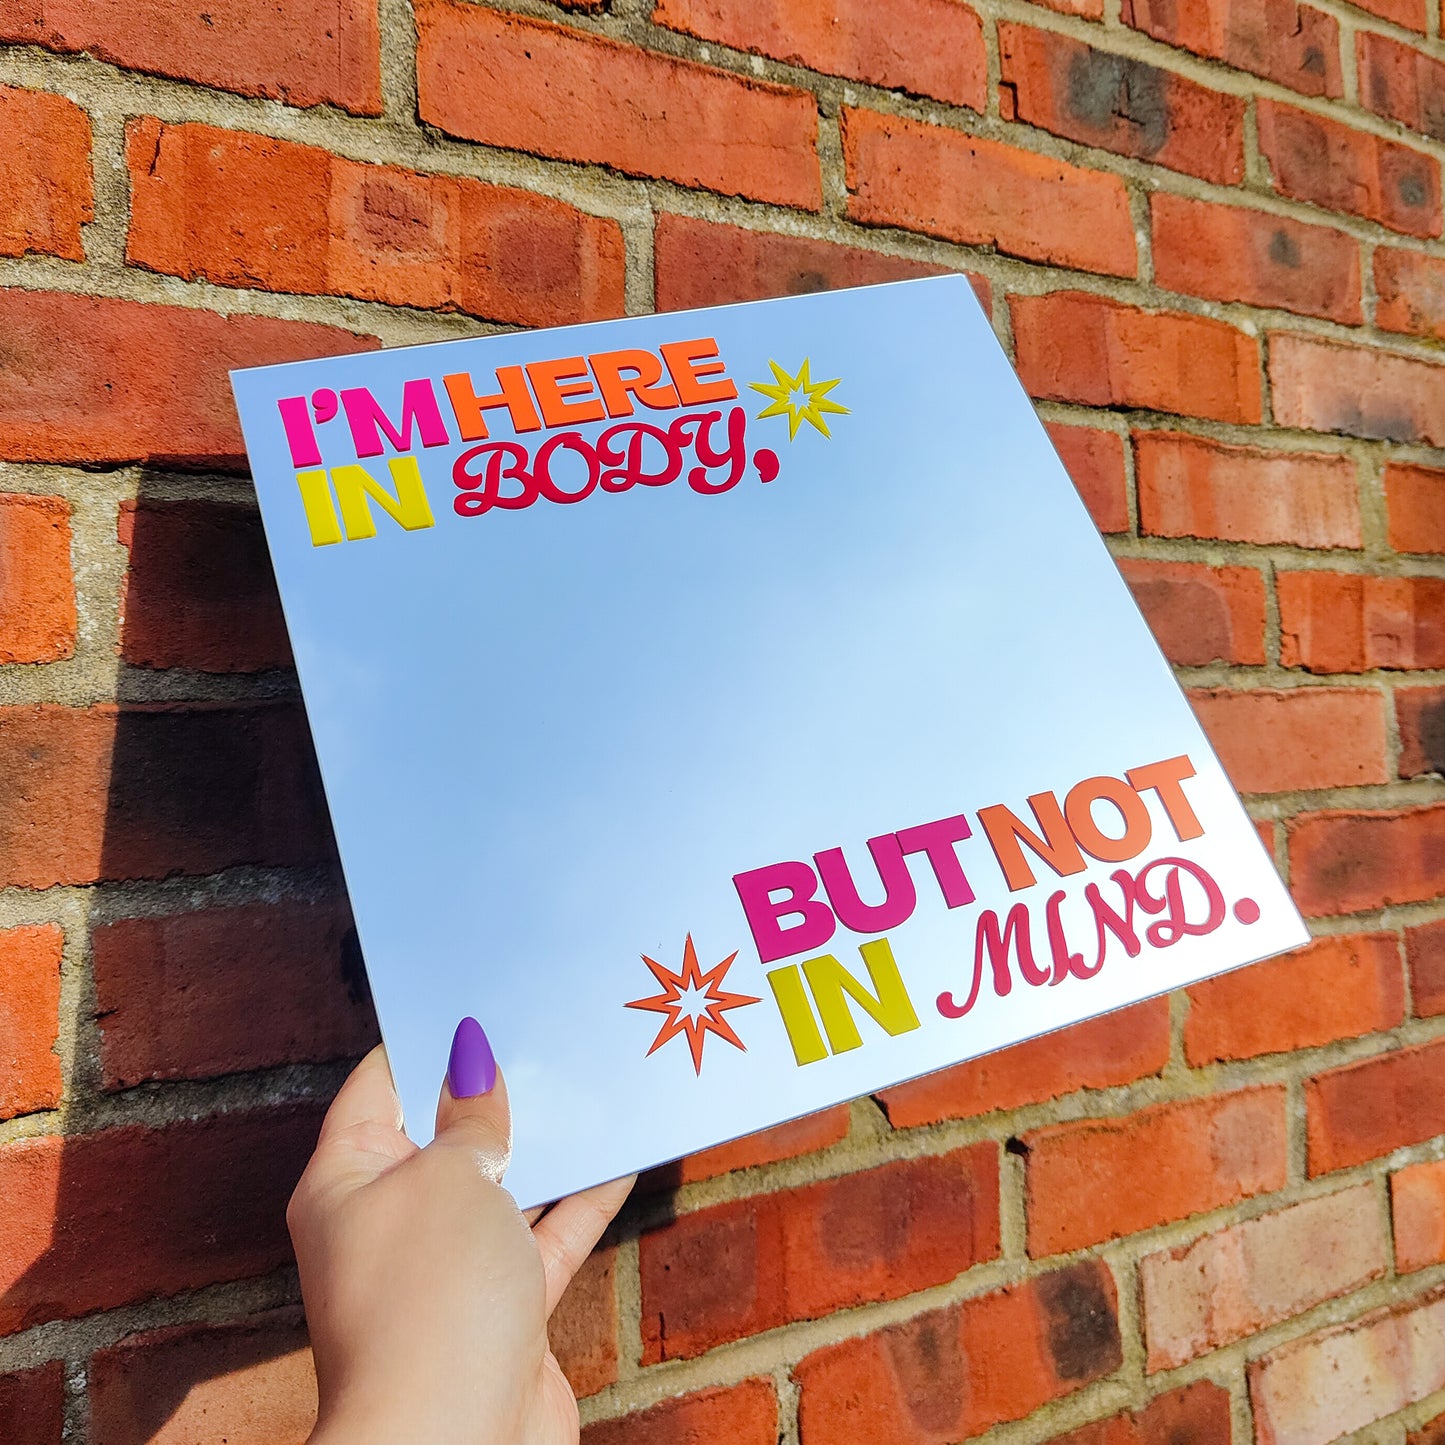 I'M HERE
IN BODY,
BUT NOT
IN MIND.